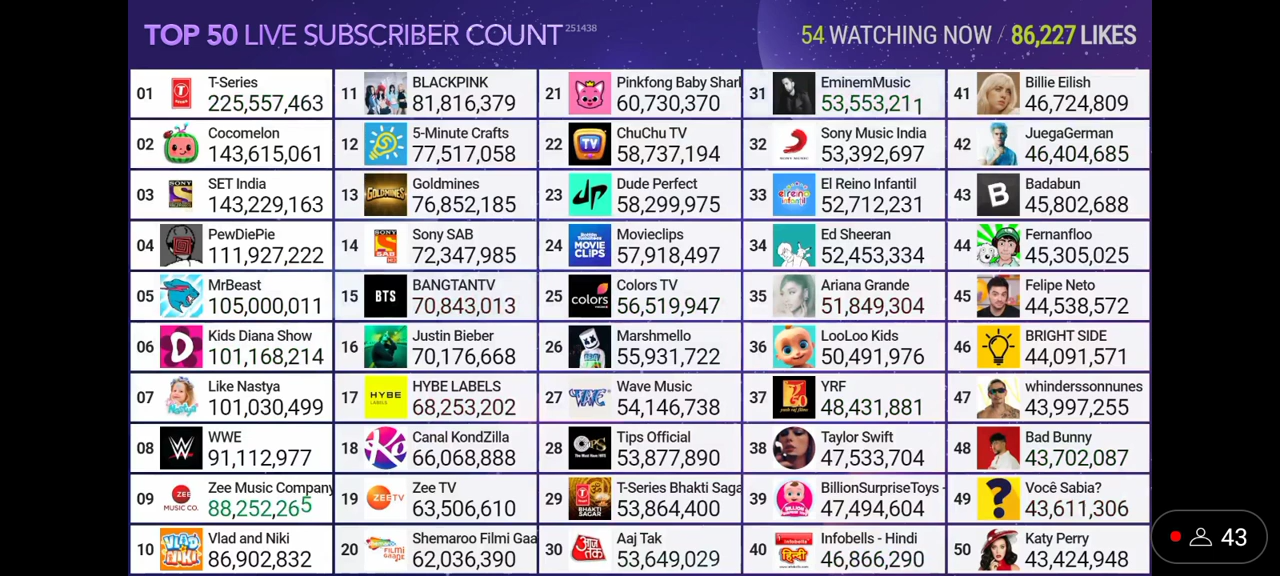 TOP 50 LIVE SUBSCRIBER COUNT 251438
54 WATCHING NOW / 86,227 LIKES
01 T-Series 225,557,463
02 Cocomelon 143,615,061
03 SET India 143,229,163
04 PewDiePie 111,927,222
05 MrBeast 105,000,011
06 Kids Diana Show 101,168,214
07 Like Nastya 101,030,499
08 WWE 91,112,977
09 Zee Music Company 88,252,265
10 Vlad and Niki 86,902,832
11 BLACKPINK 81,816,379
12 5-Minute Crafts 77,517,058
13 Goldmines 76,852,185
14 Sony SAB 72,347,985
15 BANGTANTV 70,843,013
16 Justin Bieber 70,176,668
17 HYBE LABELS 68,253,202
18 Canal KondZilla 66,068,888
19 Zee TV 63,506,610
20 Shemaroo Filmi Gaa 62,036,390
21 Pinkfong Baby Shark 60,730,370
22 ChuChu TV 58,737,194
23 Dude Perfect 58,299,975
24 Movieclips 57,918,497
25 Colors TV 56,519,947
26 Marshmello 55,931,722
27 Wave Music 54,146,738
28 Tips Official 53,877,890
29 T-Series Bhakti Saga 53,864,400
30 Aaj Tak 53,649,029
31 EminemMusic 53,553,211
32 Sony Music India 53,392,697
33 El Reino Infantil 52,712,231
34 Ed Sheeran 52,453,334
35 Ariana Grande 51,849,304
36 LooLoo Kids 50,491,976
37 YRF 48,431,881
38 Taylor Swift 47,533,704
39 BillionSurpriseToys - 47,494,604
40 Infobells - Hindi 46,866,290
41 Billie Eilish 46,724,809
42 JuegaGerman 46,404,685
43 Badabun 45,802,688
44 Fernanfloo 45,305,025
45 Felipe Neto 44,538,572
46 BRIGHT SIDE 44,091,571
47 whinderssonnunes 43,997,255
48 Bad Bunny 43,702,087
49 Você Sabia? 43,611,306
50 Katy Perry 43,424,948
43